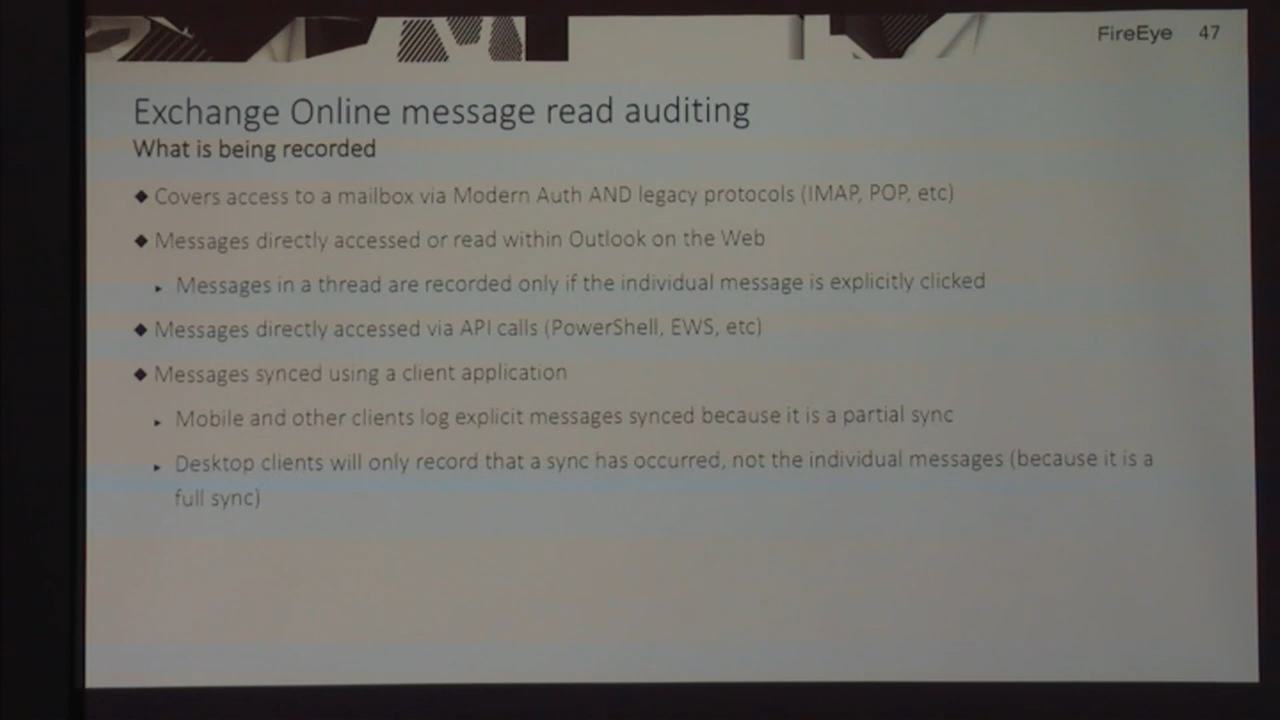 FireEye 47
Exchange Online message read auditing
What is being recorded
◆ Covers access to a mailbox via Modern Auth AND legacy protocols (IMAP, POP, etc)
◆ Messages directly accessed or read within Outlook on the Web
▸ Messages in a thread are recorded only if the individual message is explicitly clicked
◆ Messages directly accessed via API calls (PowerShell, EWS, etc)
◆ Messages synced using a client application
▸ Mobile and other clients log explicit messages synced because it is a partial sync
▸ Desktop clients will only record that a sync has occurred, not the individual messages (because it is a
full sync)